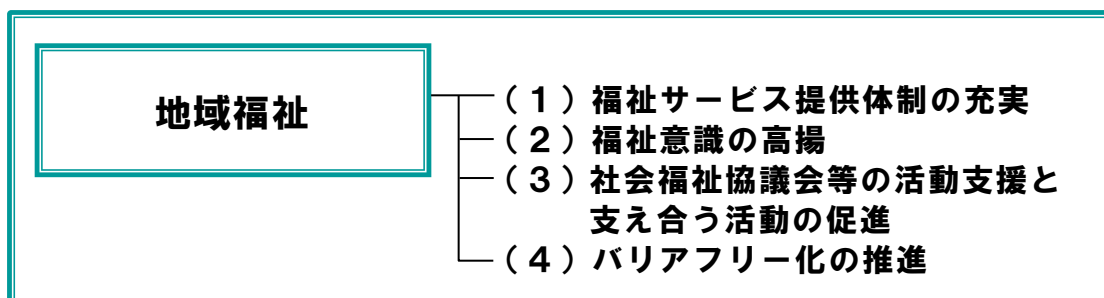 地域福祉
（１）福祉サービス提供体制の充実
（２）福祉意識の高揚
（３）社会福祉協議会等の活動支援と
支え合う活動の促進
（４）バリアフリー化の推進